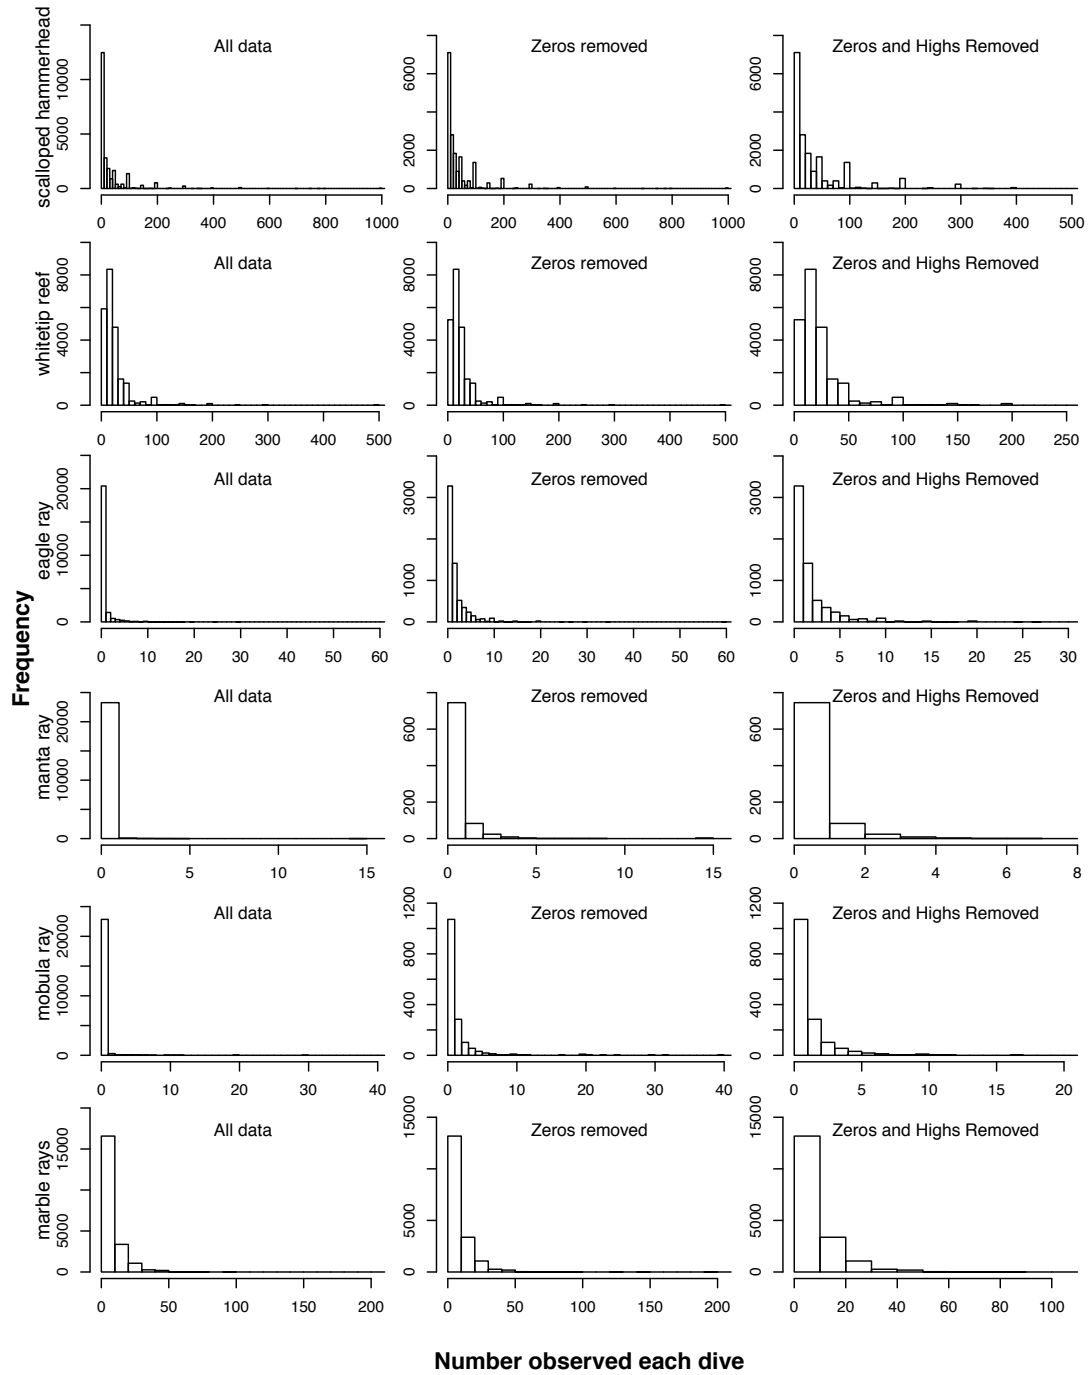 Frequency
scalloped hammerhead
All data
0 5000 10000
0 200 400 600 800 1000
Zeros removed
0 2000 6000
0 200 400 600 800 1000
Zeros and Highs Removed
0 2000 6000
0 100 200 300 400 500
whitetip reef
All data
0 4000 8000
0 100 200 300 400 500
Zeros removed
0 4000 8000
0 100 200 300 400 500
Zeros and Highs Removed
0 4000 8000
0 50 100 150 200 250
eagle ray
All data
0 10000 20000
0 10 20 30 40 50 60
Zeros removed
0 1000 3000
0 10 20 30 40 50 60
Zeros and Highs Removed
0 1000 3000
0 5 10 15 20 25 30
manta ray
All data
0 10000 20000
0 5 10 15
Zeros removed
0 200 600
0 5 10 15
Zeros and Highs Removed
0 200 600
0 2 4 6 8
mobula ray
All data
0 10000 20000
0 10 20 30 40
Zeros removed
0 400 800 1200
0 10 20 30 40
Zeros and Highs Removed
0 400 800 1200
0 5 10 15 20
marble rays
All data
0 5000 15000
0 50 100 150 200
Zeros removed
0 5000 15000
0 50 100 150 200
Zeros and Highs Removed
0 5000 15000
0 20 40 60 80 100
Number observed each dive